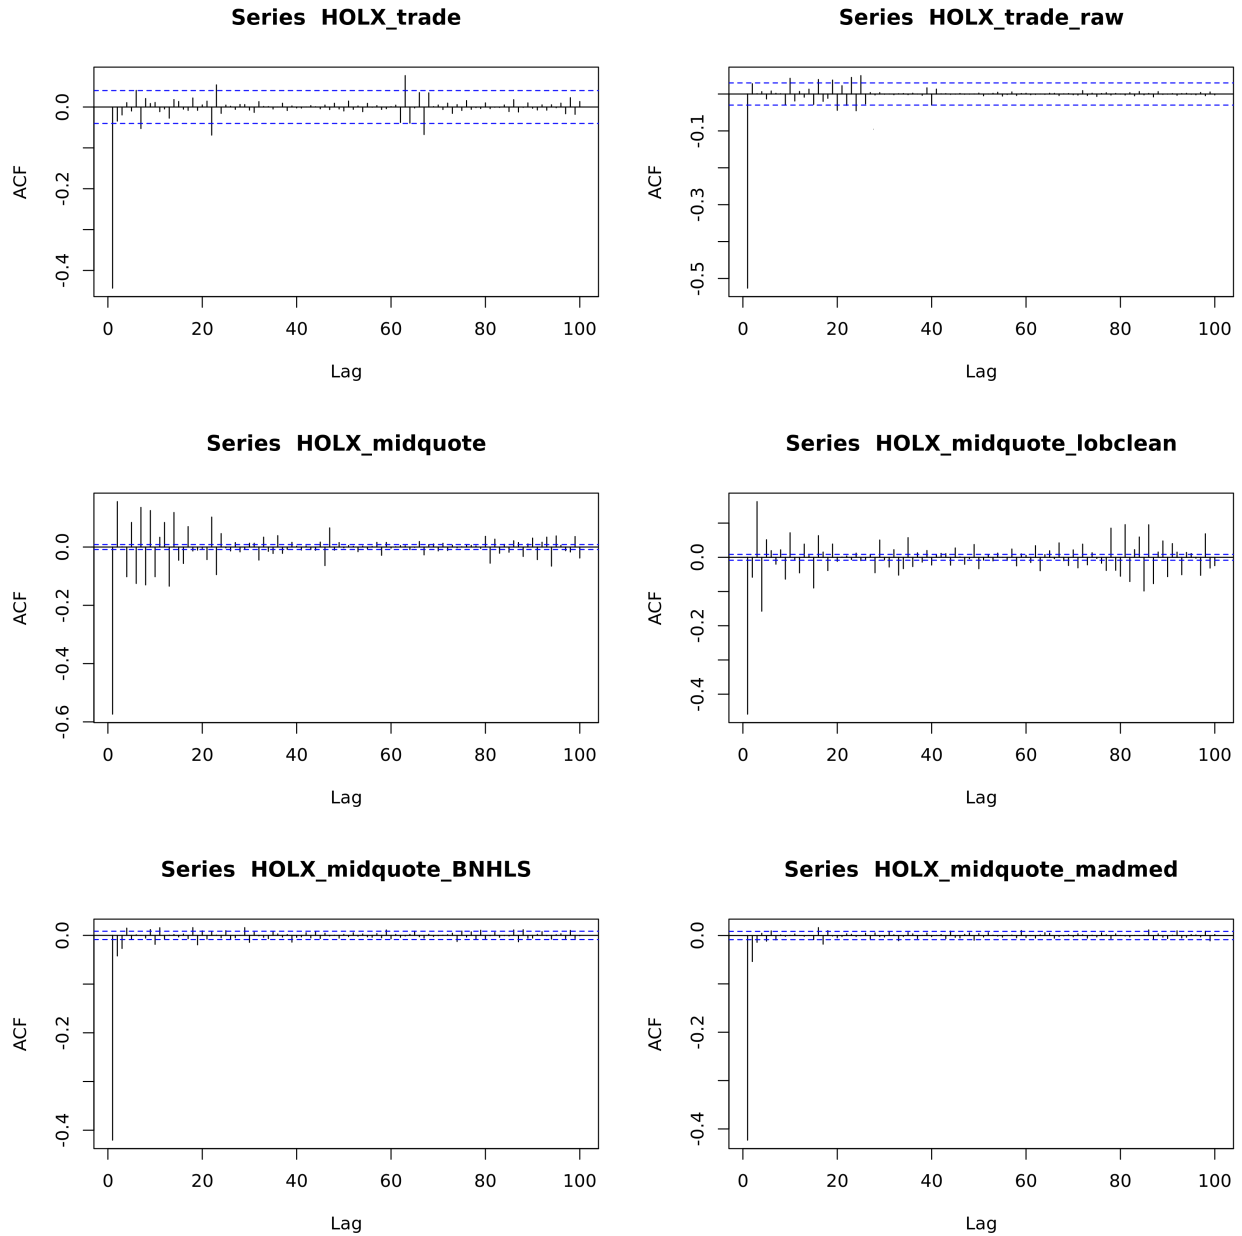 Series  HOLX_trade
ACF
0.0
-0.2
-0.4
0 20 40 60 80 100
Lag
Series  HOLX_trade_raw
ACF
-0.1
-0.3
-0.5
0 20 40 60 80 100
Lag
Series  HOLX_midquote
ACF
0.0
-0.2
-0.4
-0.6
0 20 40 60 80 100
Lag
Series  HOLX_midquote_lobclean
ACF
0.0
-0.2
-0.4
0 20 40 60 80 100
Lag
Series  HOLX_midquote_BNHLS
ACF
0.0
-0.2
-0.4
0 20 40 60 80 100
Lag
Series  HOLX_midquote_madmed
ACF
0.0
-0.2
-0.4
0 20 40 60 80 100
Lag